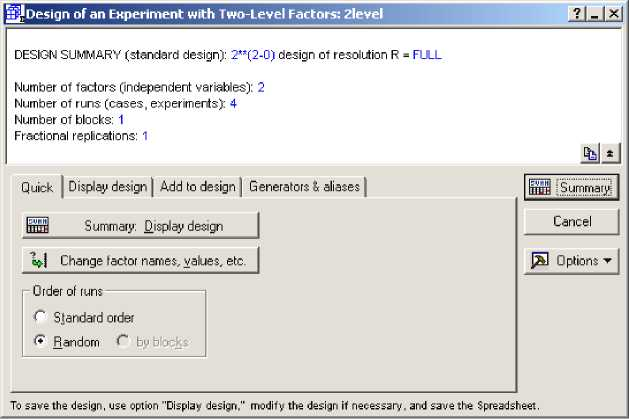 Design of an Experiment with Two-Level Factors: 2level
DESIGN SUMMARY (standard design): 2**(2-0) design of resolution R = FULL
Number of factors (independent variables): 2
Number of runs (cases, experiments): 4
Number of blocks: 1
Fractional replications: 1
Quick
Display design
Add to design
Generators & aliases
Summary
Summary: Display design
Cancel
Change factor names, values, etc.
Options
Order of runs
Standard order
Random
by blocks
To save the design, use option "Display design," modify the design if necessary, and save the Spreadsheet.